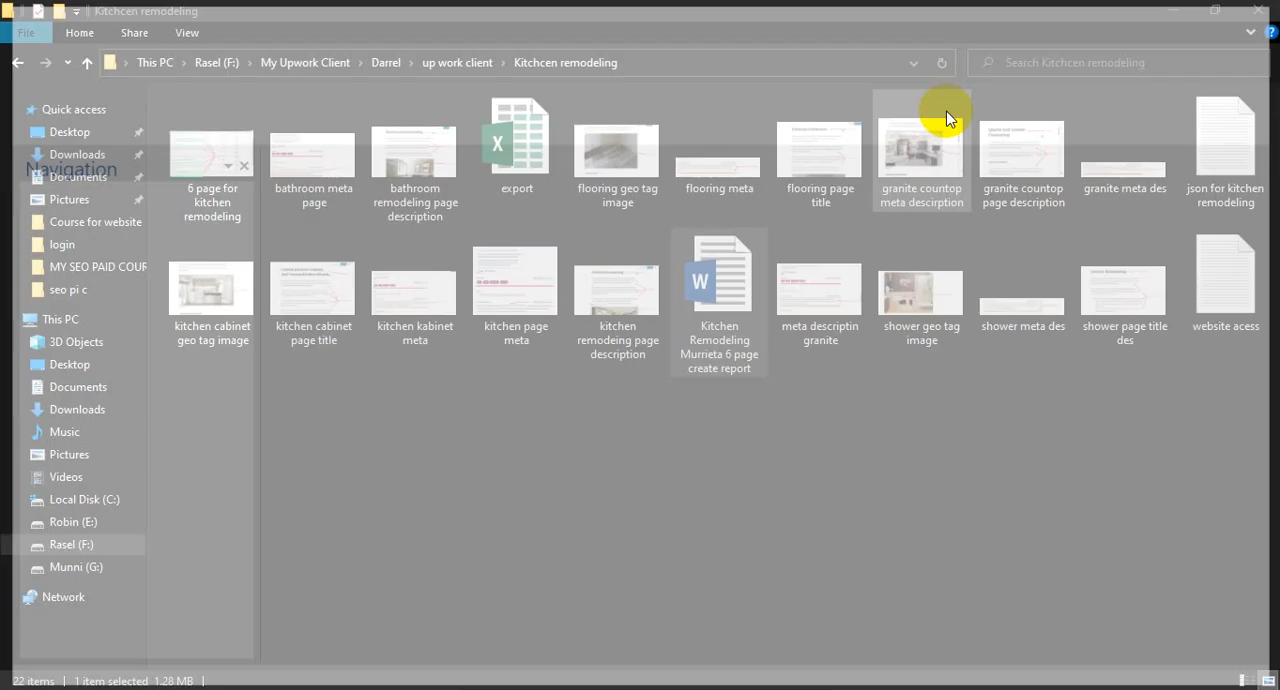 Kitchcen remodeling
File
Home
Share
View
This PC
Rasel (F:)
My Upwork Client
Darrel
up work client
Kitchcen remodeling
Search Kitchcen remodeling
Quick access
Desktop
Downloads
Navigation
Documents
Pictures
Course for website
login
MY SEO PAID COUR
seo pi c
This PC
3D Objects
Desktop
Documents
Downloads
Music
Pictures
Videos
Local Disk (C:)
Robin (E:)
Rasel (F:)
Munni (G:)
Network
6 page for
kitchen
remodeling
bathroom meta
page
bathroom
remodeling page
description
export
flooring geo tag
image
flooring meta
flooring page
title
granite countop
meta descirption
granite countop
page description
granite meta des
json for kitchen
remodeling
kitchen cabinet
geo tag image
kitchen cabinet
page title
kitchen kabinet
meta
kitchen page
meta
kitchen
remodeing page
description
Kitchen
Remodeling
Murrieta 6 page
create report
meta descriptin
granite
shower geo tag
image
shower meta des
shower page title
des
website acess
22 items
1 item selected 1.28 MB